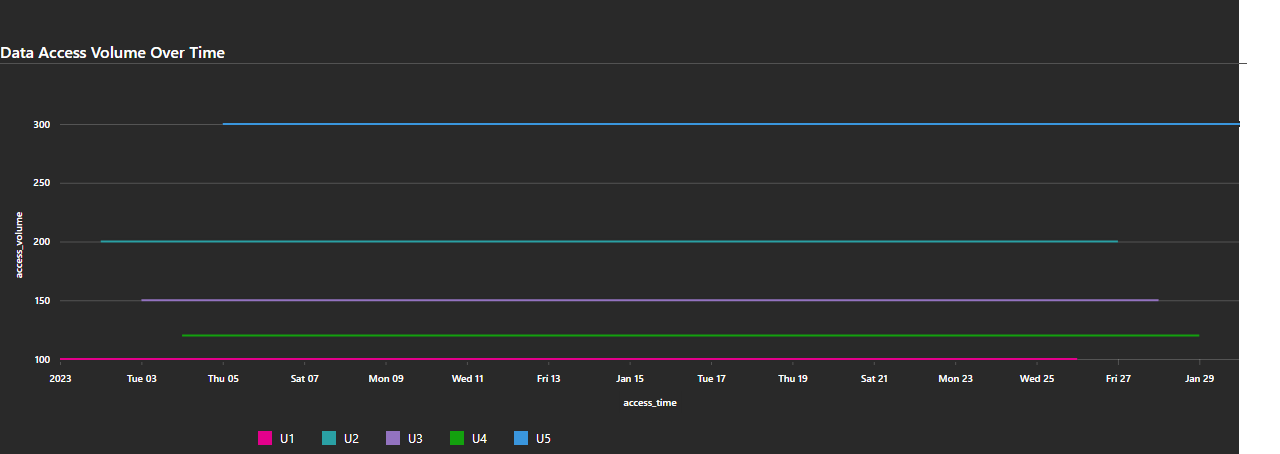 Data Access Volume Over Time
300
250
200
150
100
access_volume
2023 Tue 03 Thu 05 Sat 07 Mon 09 Wed 11 Fri 13 Jan 15 Tue 17 Thu 19 Sat 21 Mon 23 Wed 25 Fri 27 Jan 29
access_time
U1 U2 U3 U4 U5